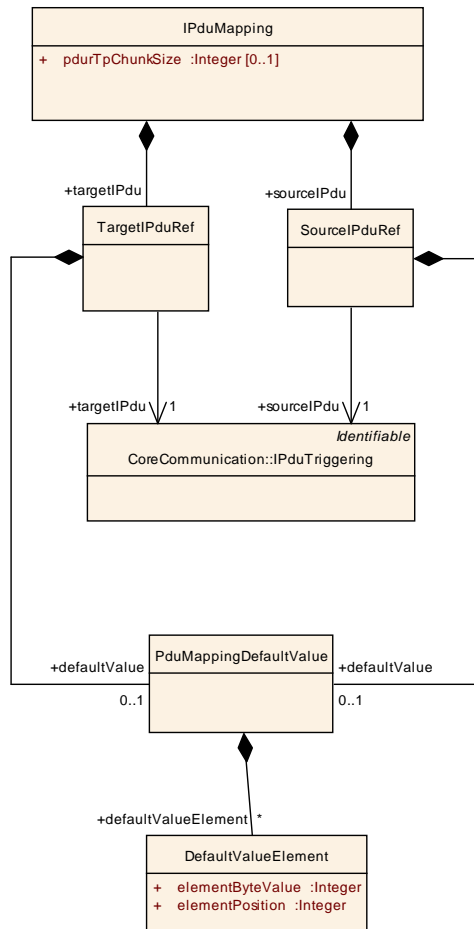 IPduMapping
+ pdurTpChunkSize :Integer [0..1]
+targetIPdu
+sourceIPdu
TargetIPduRef
SourceIPduRef
+targetIPdu 1
+sourceIPdu 1
Identifiable
CoreCommunication::IPduTriggering
PduMappingDefaultValue
+defaultValue
0..1
+defaultValue
0..1
+defaultValueElement *
DefaultValueElement
+ elementByteValue :Integer
+ elementPosition :Integer